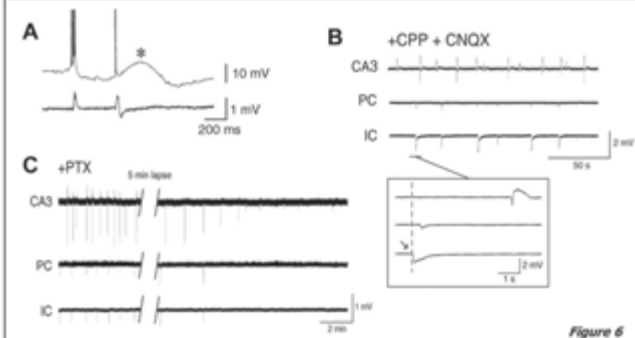 A
*
10 mV
1 mV
200 ms
B
+CPP + CNQX
CA3
PC
IC
2 mV
50 s
2 mV
1 s
C
+PTX
5 min lapse
CA3
PC
IC
1 mV
2 min
Figure 6